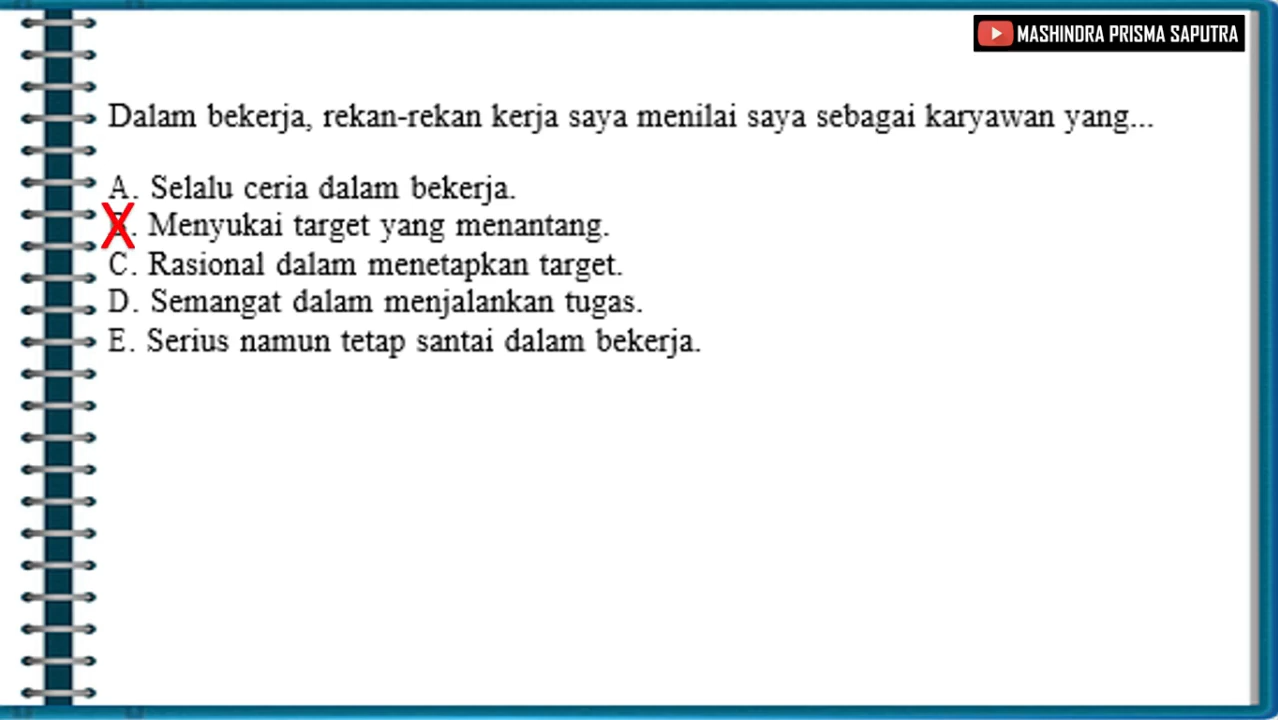 MASHINDRA PRISMA SAPUTRA
Dalam bekerja, rekan-rekan kerja saya menilai saya sebagai karyawan yang...
A. Selalu ceria dalam bekerja.
B. Menyukai target yang menantang.
C. Rasional dalam menetapkan target.
D. Semangat dalam menjalankan tugas.
E. Serius namun tetap santai dalam bekerja.